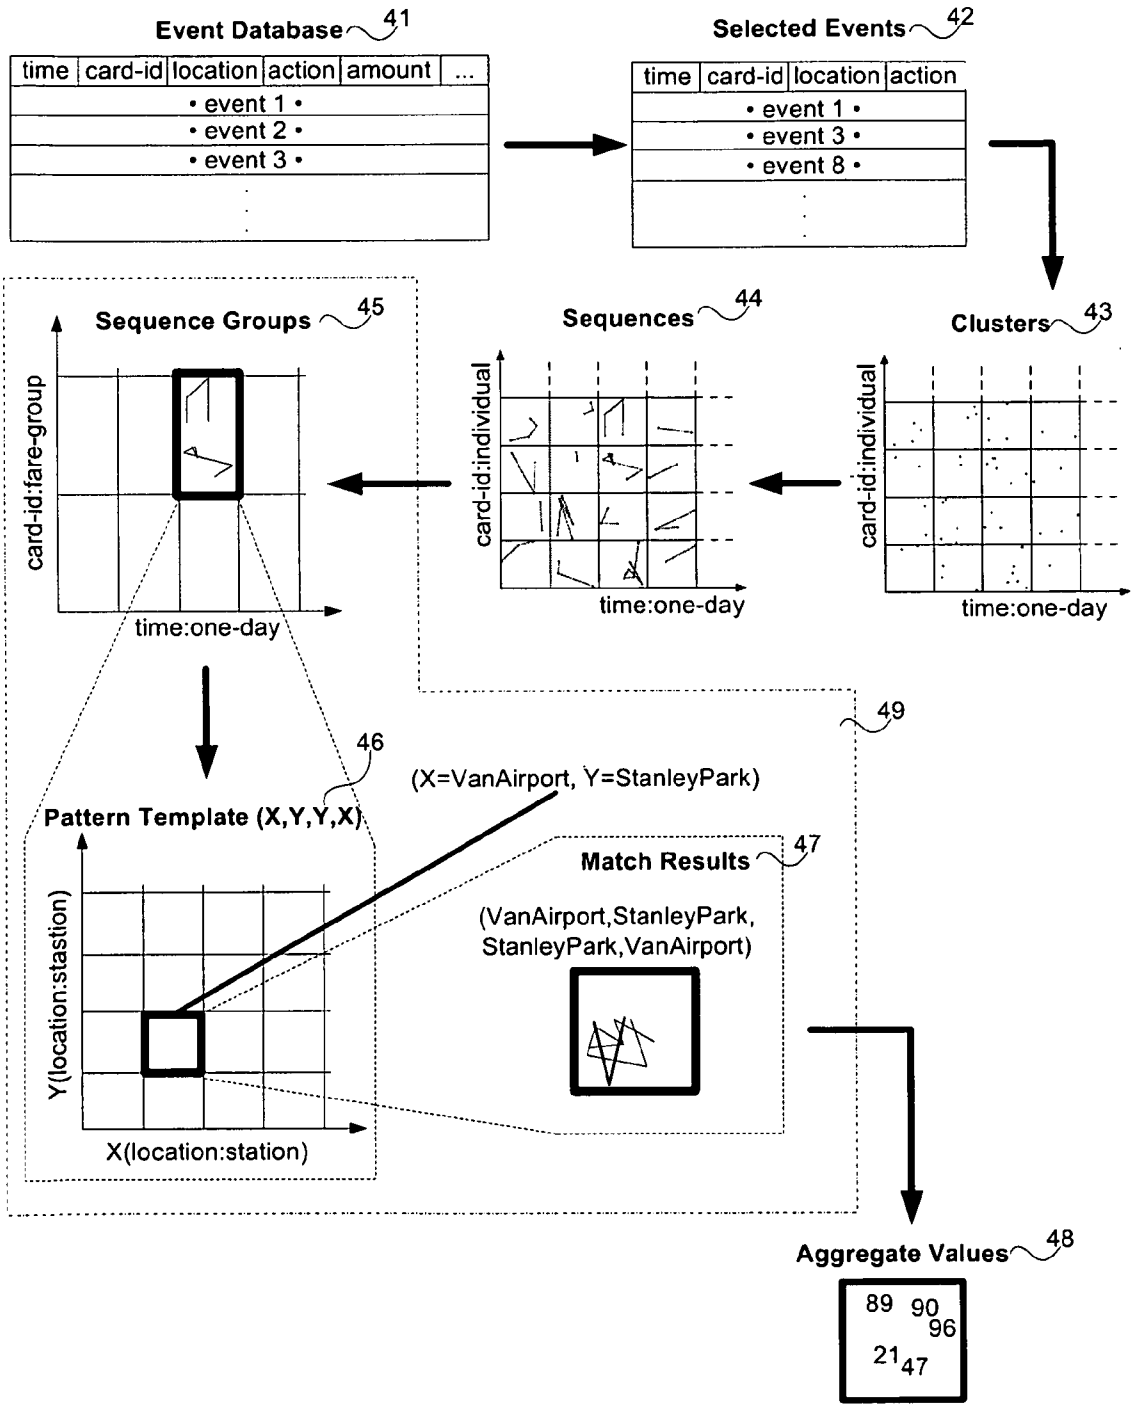 Event Database 41
time card-id location action amount ...
• event 1 •
• event 2 •
• event 3 •
Selected Events 42
time card-id location action
• event 1 •
• event 3 •
• event 8 •
Sequence Groups 45
card-id:fare-group
time:one-day
Sequences 44
card-id:individual
time:one-day
Clusters 43
card-id:individual
time:one-day
49
46
Pattern Template (X,Y,Y,X)
(X=VanAirport, Y=StanleyPark)
Y(location:stastion)
X(location:station)
Match Results 47
(VanAirport,StanleyPark,
StanleyPark,VanAirport)
Aggregate Values 48
89 90
96
21 47